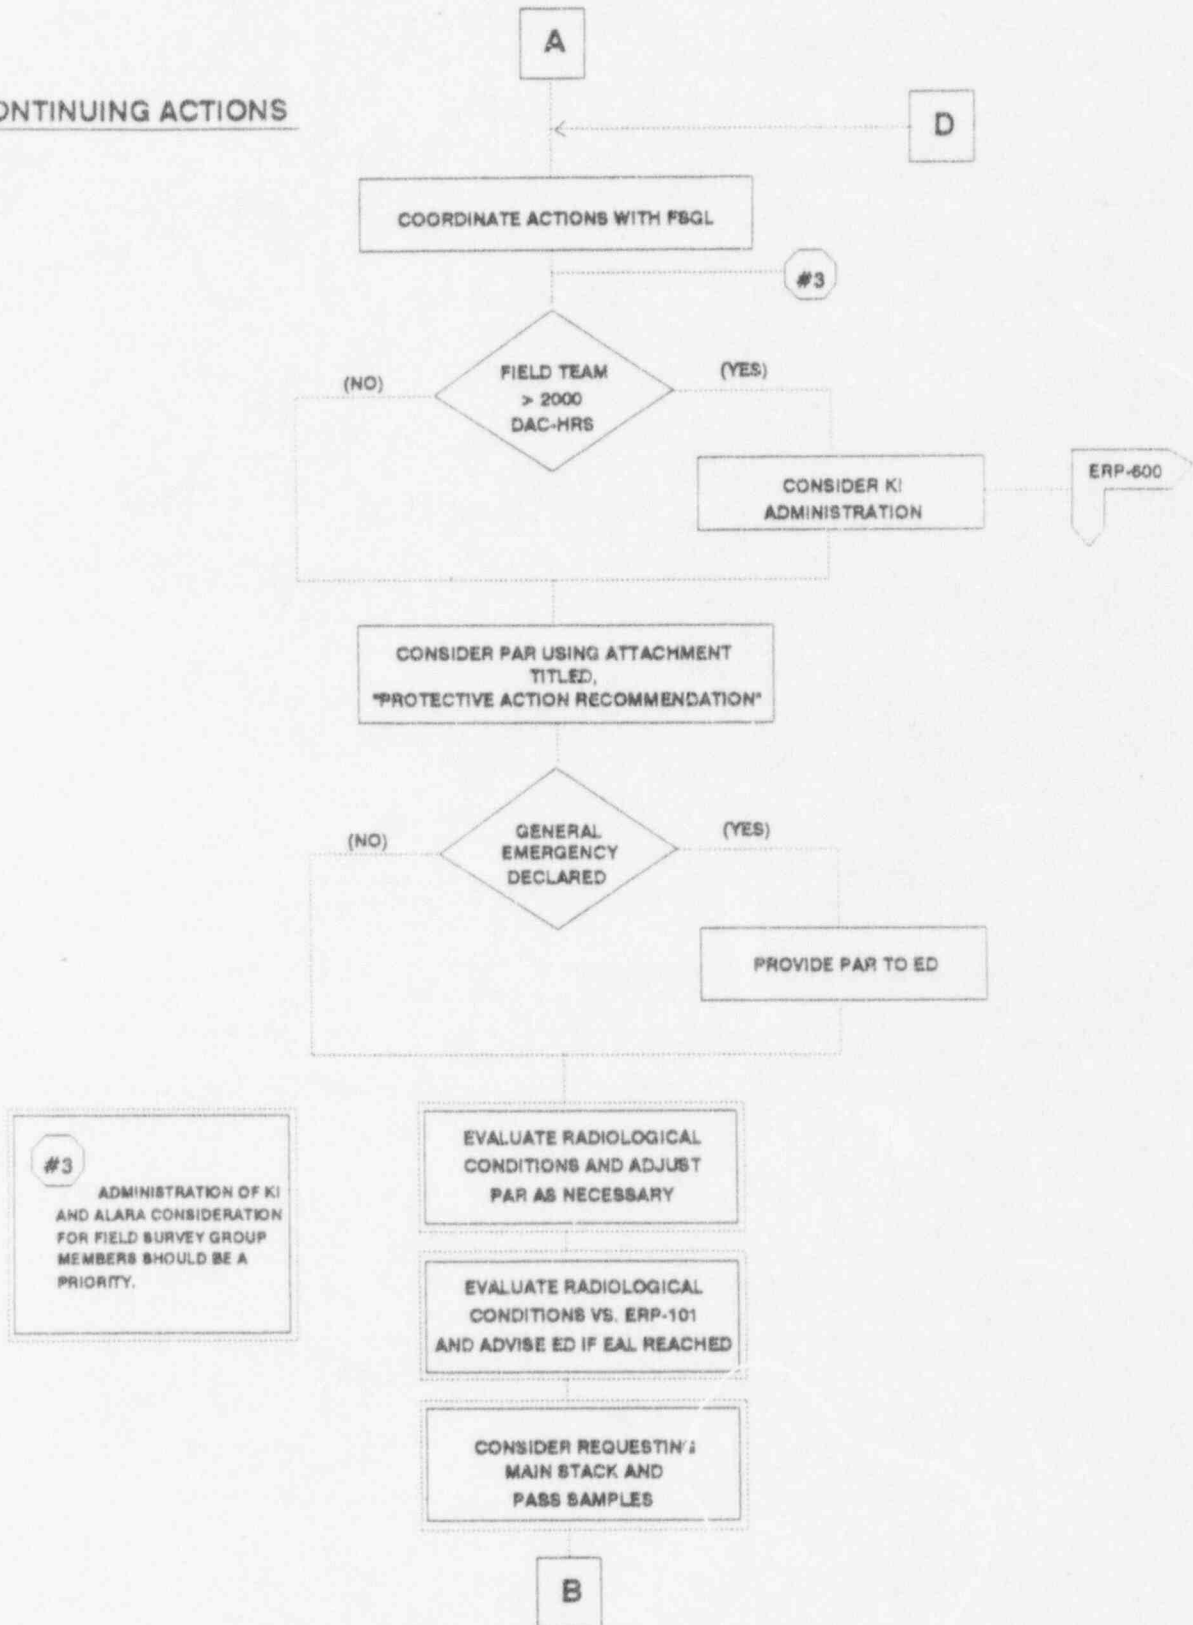 A
ONTINUING ACTIONS
D
COORDINATE ACTIONS WITH FSGL
#3
FIELD TEAM
> 2000
DAC-HRS
(NO)
(YES)
CONSIDER KI
ADMINISTRATION
ERP-600
CONSIDER PAR USING ATTACHMENT
TITLED,
"PROTECTIVE ACTION RECOMMENDATION"
GENERAL
EMERGENCY
DECLARED
(NO)
(YES)
PROVIDE PAR TO ED
#3
ADMINISTRATION OF KI
AND ALARA CONSIDERATION
FOR FIELD SURVEY GROUP
MEMBERS SHOULD BE A
PRIORITY.
EVALUATE RADIOLOGICAL
CONDITIONS AND ADJUST
PAR AS NECESSARY
EVALUATE RADIOLOGICAL
CONDITIONS VS. ERP-101
AND ADVISE ED IF EAL REACHED
CONSIDER REQUESTING
MAIN STACK AND
PASS SAMPLES
B